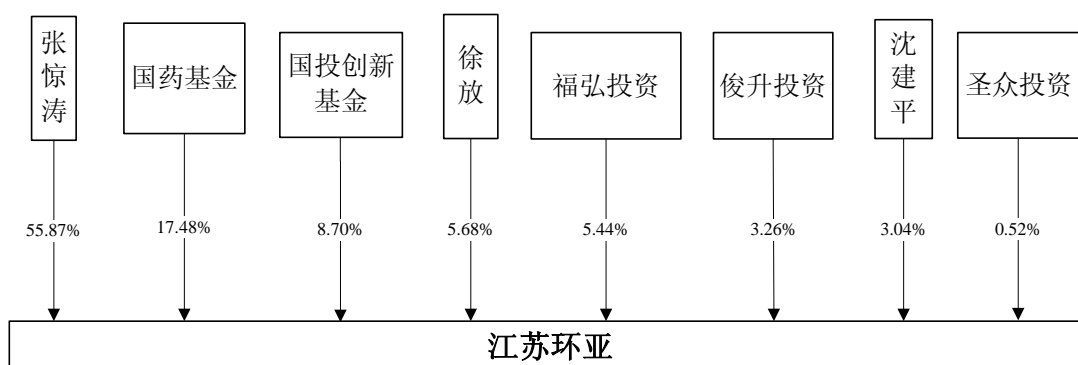 张惊涛
国药基金
国投创新
基金
徐放
福弘投资
俊升投资
沈建平
圣众投资
55.87%
17.48%
8.70%
5.68%
5.44%
3.26%
3.04%
0.52%
江苏环亚